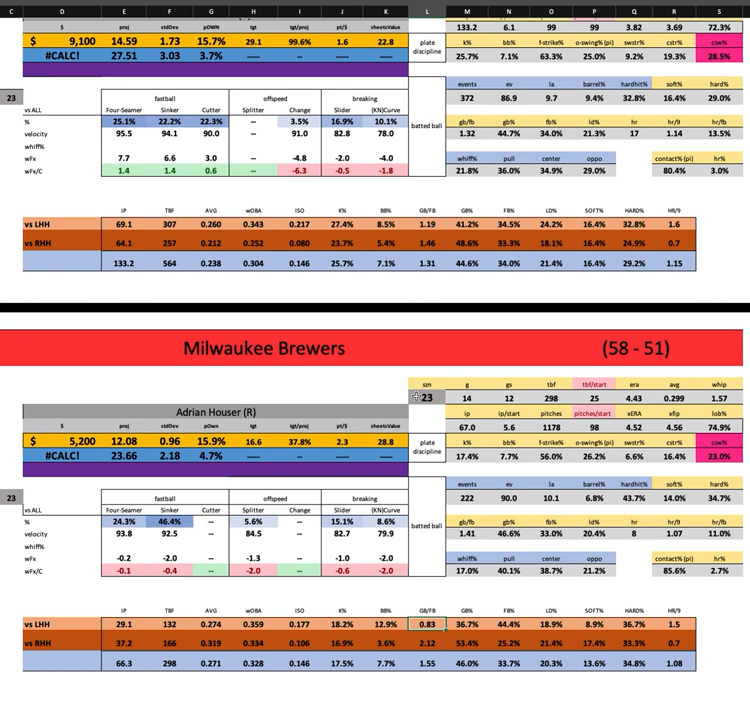 C D E F G H I J K L M N O P Q R S
133.2 6.1 99 99 3.82 3.69 72.3%
$ proj stdDev pOWN tgt tgt/proj pt/$ sheetsValue
$ 9,100 14.59 1.73 15.7% 29.1 99.6% 1.6 22.8 plate discipline k% bb% f-strike% o-swing% (pi) swstr% cstr% csw%
#CALC! 27.51 3.03 3.7% ----- ---- --- ---- 25.7% 7.1% 63.3% 25.0% 9.2% 19.3% 28.5%
events ev la barrel% hardhit% soft% hard%
23 fastball offspeed breaking 372 86.9 9.7 9.4% 32.8% 16.4% 29.0%
vs ALL Four-Seamer Sinker Cutter Splitter Change Slider (KN)Curve
% 25.1% 22.2% 22.3% -- 3.5% 16.9% 10.1% batted ball gb/fb gb% fb% ld% hr hr/9 hr/fb
velocity 95.5 94.1 90.0 -- 91.0 82.8 78.0 1.32 44.7% 34.0% 21.3% 17 1.14 13.5%
whiff%
wFx 7.7 6.6 3.0 -- -4.8 -2.0 -4.0 whiff% pull center oppo contact% (pi) hr%
wFx/C 1.4 1.4 0.6 -- -6.3 -0.5 -1.8 21.8% 36.0% 34.9% 29.0% 80.4% 3.0%
IP TBF AVG wOBA ISO K% BB% GB/FB GB% FB% LD% SOFT% HARD% HR/9
vs LHH 69.1 307 0.260 0.343 0.217 27.4% 8.5% 1.19 41.2% 34.5% 24.2% 16.4% 32.8% 1.6
vs RHH 64.1 257 0.212 0.252 0.080 23.7% 5.4% 1.46 48.6% 33.3% 18.1% 16.4% 24.9% 0.7
133.2 564 0.238 0.304 0.146 25.7% 7.1% 1.31 44.6% 34.0% 21.4% 16.4% 29.2% 1.15
Milwaukee Brewers (58 - 51)
szn g gs tbf tbf/start era avg whip
23 14 12 298 25 4.43 0.299 1.57
Adrian Houser (R) ip ip/start pitches pitches/start xERA xfip lob%
$ proj stdDev pOwn tgt tgt/proj pt/$ sheetsValue 67.0 5.6 1178 98 4.52 4.56 74.9%
$ 5,200 12.08 0.96 15.9% 16.6 37.8% 2.3 28.8 plate discipline k% bb% f-strike% o-swing% (pi) swstr% cstr% csw%
#CALC! 23.66 2.18 4.7% ----- ---- --- ---- 17.4% 7.7% 56.0% 26.2% 6.6% 16.4% 23.0%
events ev la barrel% hardhit% soft% hard%
23 fastball offspeed breaking 222 90.0 10.1 6.8% 43.7% 14.0% 34.7%
vs ALL Four-Seamer Sinker Cutter Splitter Change Slider (KN)Curve
% 24.3% 46.4% -- 5.6% -- 15.1% 8.6% batted ball gb/fb gb% fb% ld% hr hr/9 hr/fb
velocity 93.8 92.5 -- 84.5 -- 82.7 79.9 1.41 46.6% 33.0% 20.4% 8 1.07 11.0%
whiff%
wFx -0.2 -2.0 -- -1.3 -- -1.0 -2.0 whiff% pull center oppo contact% (pi) hr%
wFx/C -0.1 -0.4 -- -2.0 -- -0.6 -2.0 17.0% 40.1% 38.7% 21.2% 85.6% 2.7%
IP TBF AVG wOBA ISO K% BB% GB/FB GB% FB% LD% SOFT% HARD% HR/9
vs LHH 29.1 132 0.274 0.359 0.177 18.2% 12.9% 0.83 36.7% 44.4% 18.9% 8.9% 36.7% 1.5
vs RHH 37.2 166 0.319 0.334 0.106 16.9% 3.6% 2.12 53.4% 25.2% 21.4% 17.4% 33.3% 0.7
66.3 298 0.271 0.328 0.146 17.5% 7.7% 1.55 46.0% 33.7% 20.3% 13.6% 34.8% 1.08